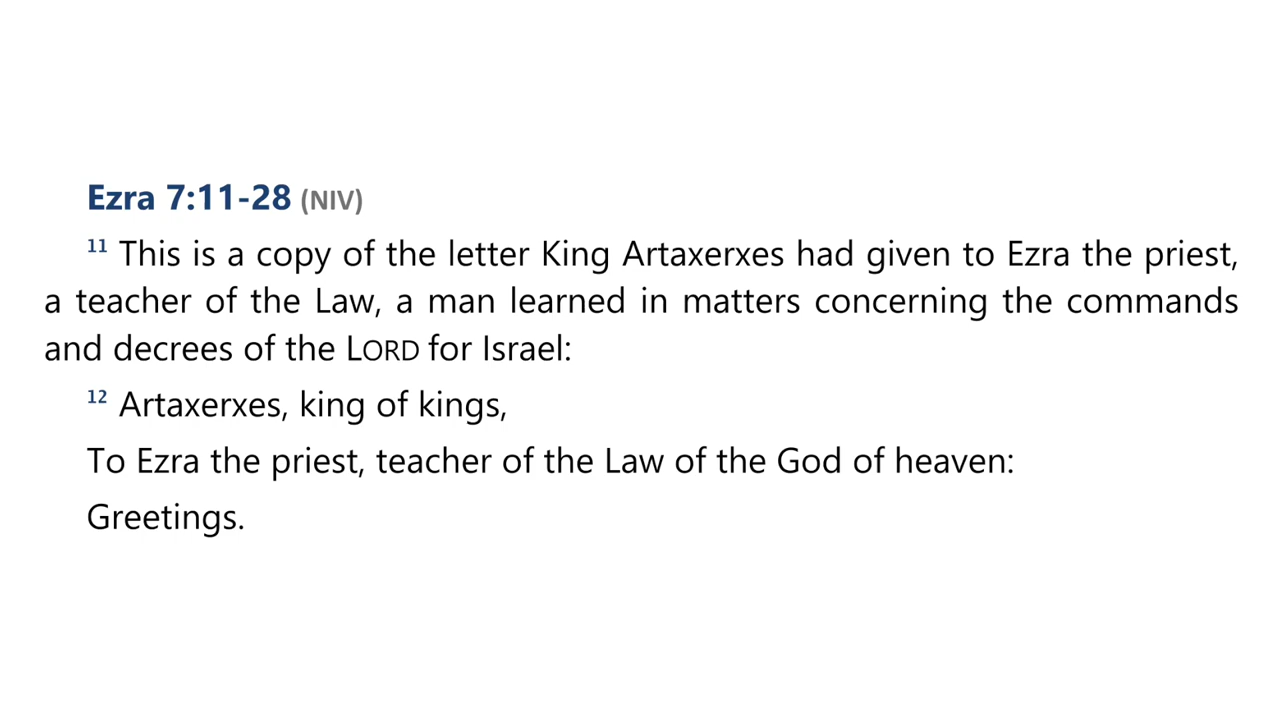 Ezra 7:11-28 (NIV)
11 This is a copy of the letter King Artaxerxes had given to Ezra the priest,
a teacher of the Law, a man learned in matters concerning the commands
and decrees of the LORD for Israel:
12 Artaxerxes, king of kings,
To Ezra the priest, teacher of the Law of the God of heaven:
Greetings.